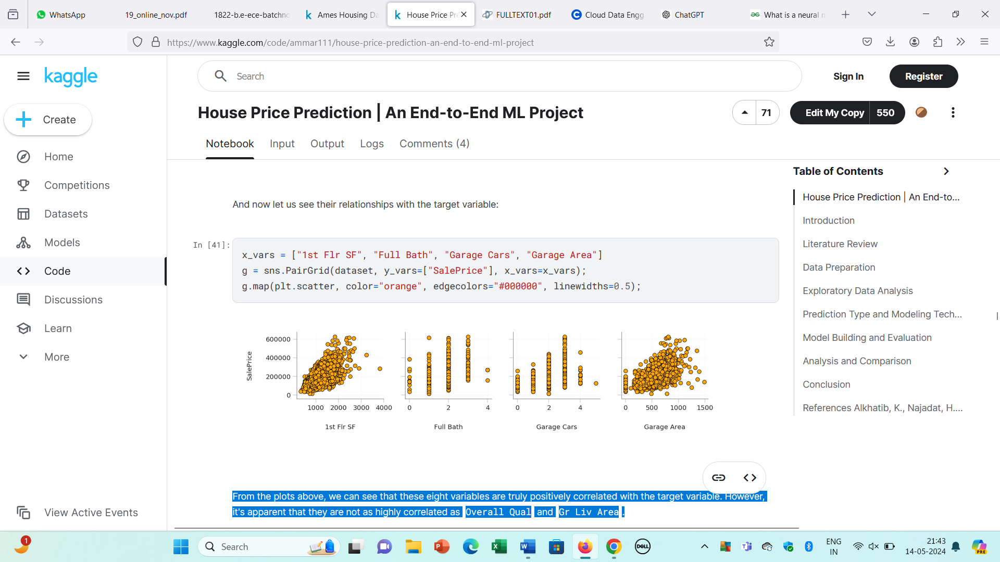 WhatsApp
19_online_nov.pdf
1822-b.e-ece-batchno
Ames Housing Da
House Price Pre
FULLTEXT01.pdf
Cloud Data Engg
ChatGPT
What is a neural n
https://www.kaggle.com/code/ammar111/house-price-prediction-an-end-to-end-ml-project
kaggle
Search
Sign In
Register
Create
House Price Prediction | An End-to-End ML Project
71
Edit My Copy
550
Notebook
Input
Output
Logs
Comments (4)
Home
Competitions
Datasets
Models
Code
Discussions
Learn
More
View Active Events
And now let us see their relationships with the target variable:
In [41]:
x_vars = ["1st Flr SF", "Full Bath", "Garage Cars", "Garage Area"]
g = sns.PairGrid(dataset, y_vars=["SalePrice"], x_vars=x_vars);
g.map(plt.scatter, color="orange", edgecolors="#000000", linewidths=0.5);
SalePrice
600000
400000
200000
0
1000 2000 3000 4000
0 2 4
0 2 4
0 500 1000 1500
1st Flr SF
Full Bath
Garage Cars
Garage Area
From the plots above, we can see that these eight variables are truly positively correlated with the target variable. However,
it's apparent that they are not as highly correlated as Overall Qual and Gr Liv Area .
Table of Contents
House Price Prediction | An End-to...
Introduction
Literature Review
Data Preparation
Exploratory Data Analysis
Prediction Type and Modeling Tech...
Model Building and Evaluation
Analysis and Comparison
Conclusion
References Alkhatib, K., Najadat, H....
1
Search
DELL
ENG
IN
21:43
14-05-2024
PRE